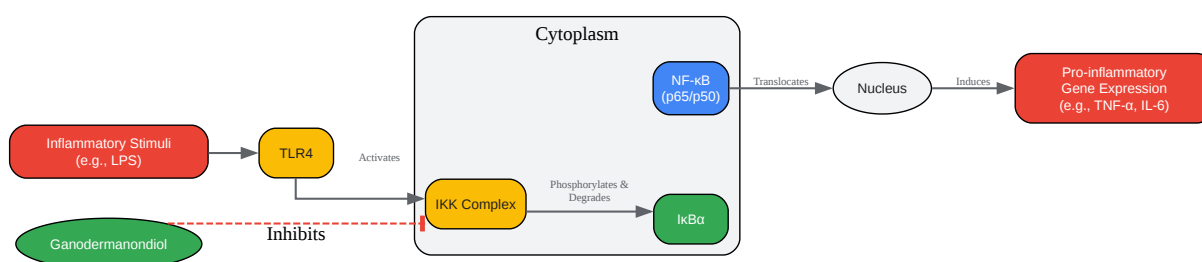 Cytoplasm
NF-κB
(p65/p50)
Translocates
Nucleus
Induces
Pro-inflammatory
Gene Expression
(e.g., TNF-α, IL-6)
Inflammatory Stimuli
(e.g., LPS)
TLR4
Activates
IKK Complex
Phosphorylates &
Degrades
IκBα
Ganodermanondiol
Inhibits